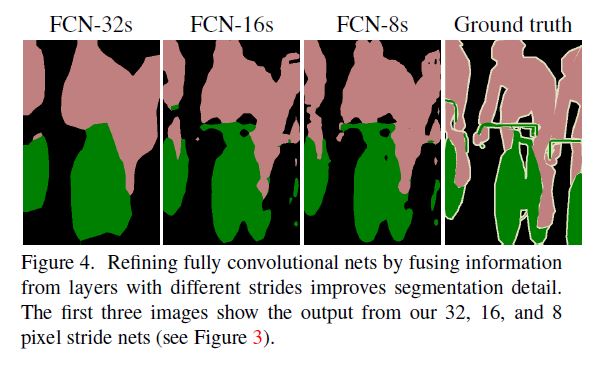 FCN-32s FCN-16s FCN-8s Ground truth
Figure 4. Refining fully convolutional nets by fusing information
from layers with different strides improves segmentation detail.
The first three images show the output from our 32, 16, and 8
pixel stride nets (see Figure 3).